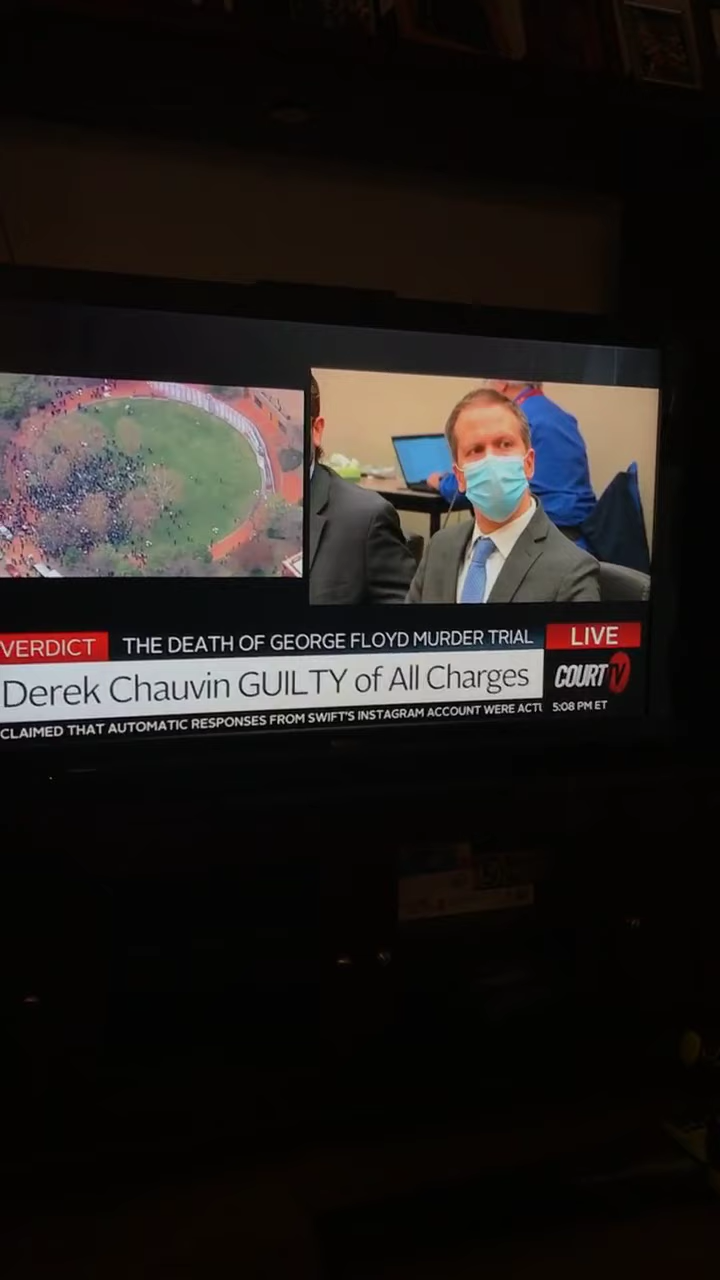 VERDICT
THE DEATH OF GEORGE FLOYD MURDER TRIAL
LIVE
Derek Chauvin GUILTY of All Charges
COURT TV
CLAIMED THAT AUTOMATIC RESPONSES FROM SWIFT'S INSTAGRAM ACCOUNT WERE ACTU
5:08 PM ET